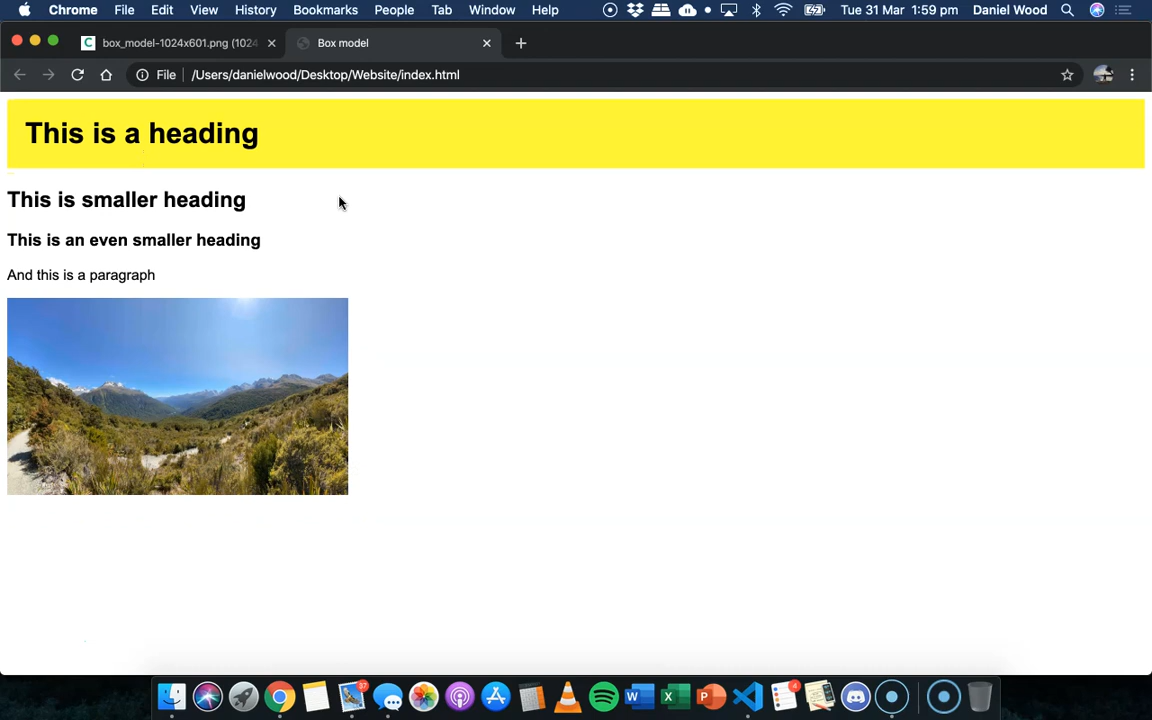 Chrome File Edit View History Bookmarks People Tab Window Help Tue 31 Mar 1:59 pm Daniel Wood
C box_model-1024x601.png (1024 Box model
File /Users/danielwood/Desktop/Website/index.html
This is a heading
This is smaller heading
This is an even smaller heading
And this is a paragraph
37 W X P 4